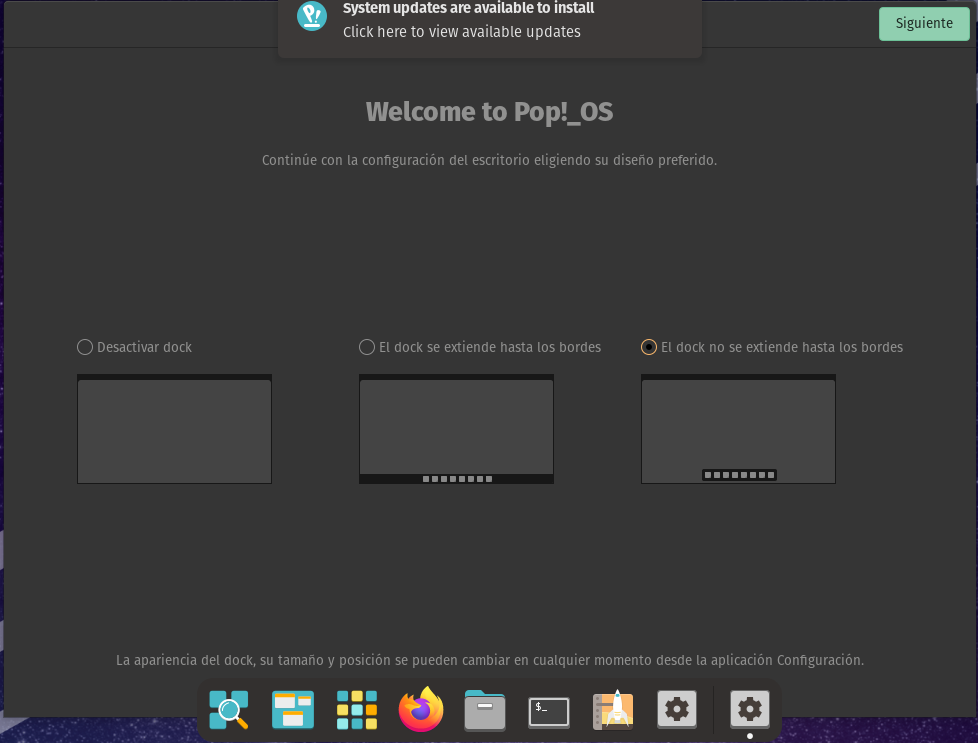 System updates are available to install
Click here to view available updates
Siguiente
Welcome to Pop!_OS
Continúe con la configuración del escritorio eligiendo su diseño preferido.
Desactivar dock
El dock se extiende hasta los bordes
El dock no se extiende hasta los bordes
La apariencia del dock, su tamaño y posición se pueden cambiar en cualquier momento desde la aplicación Configuración.
$_